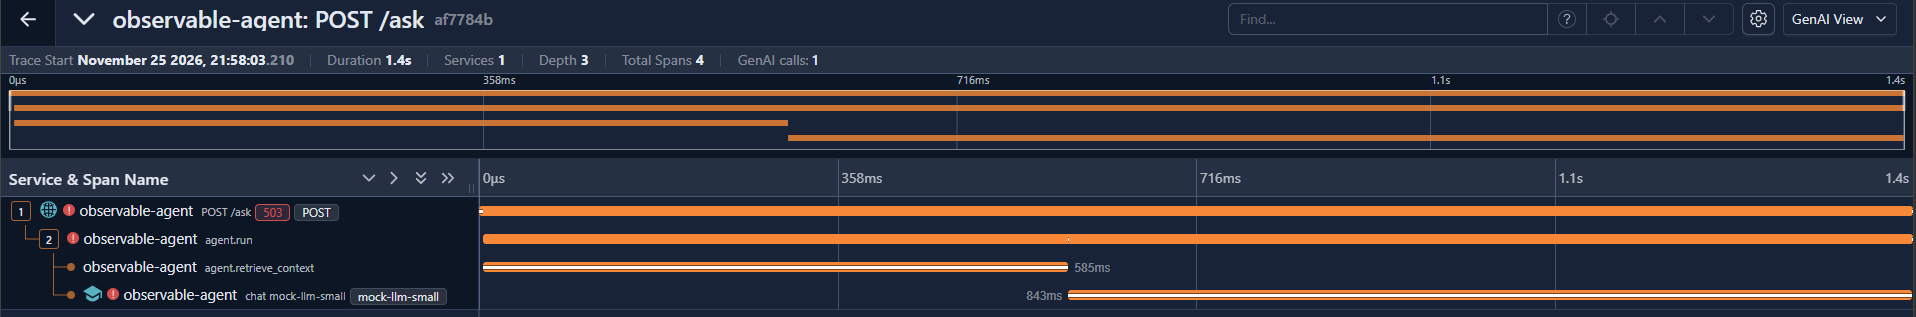 observable-agent: POST /ask af7784b Find... ? GenAI View
Trace Start November 25 2026, 21:58:03.210 Duration 1.4s Services 1 Depth 3 Total Spans 4 GenAI calls: 1
0μs 358ms 716ms 1.1s 1.4s
Service & Span Name 0μs 358ms 716ms 1.1s 1.4s
1 ! observable-agent POST /ask 503 POST
2 ! observable-agent agent.run
observable-agent agent.retrieve_context 585ms
! observable-agent chat mock-llm-small mock-llm-small 843ms